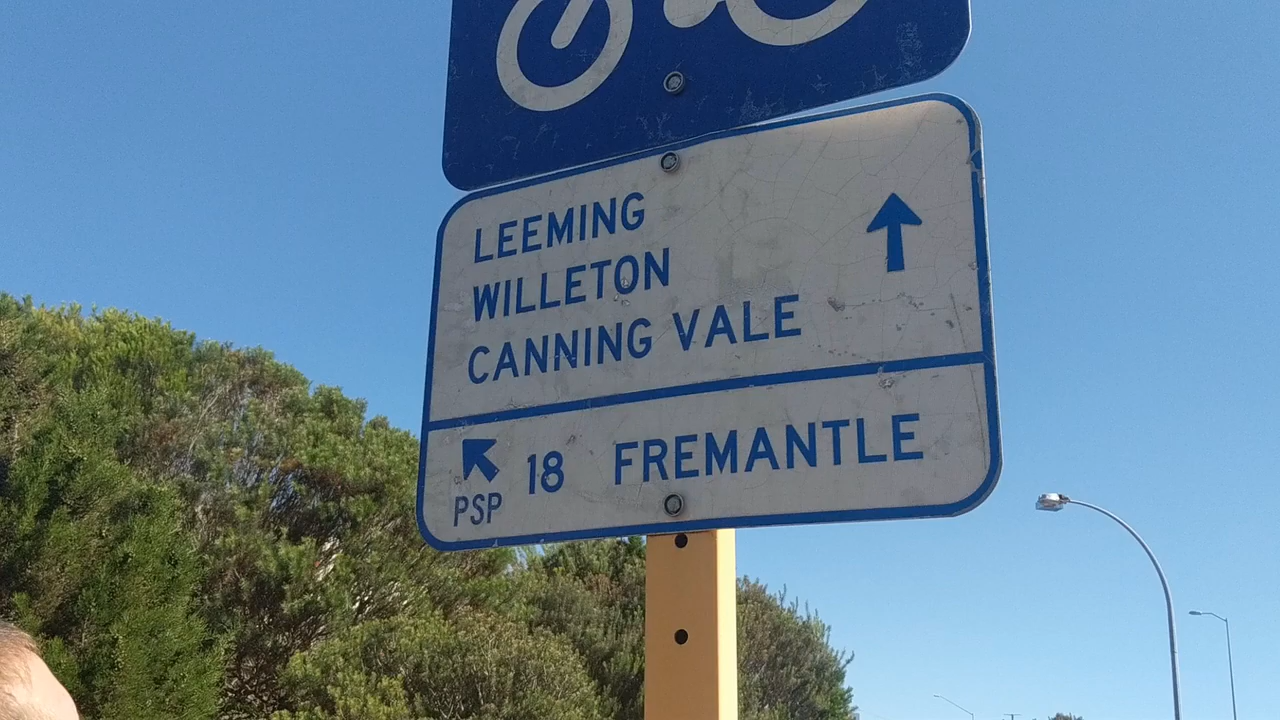 LEEMING
WILLETON
CANNING VALE
18 FREMANTLE
PSP